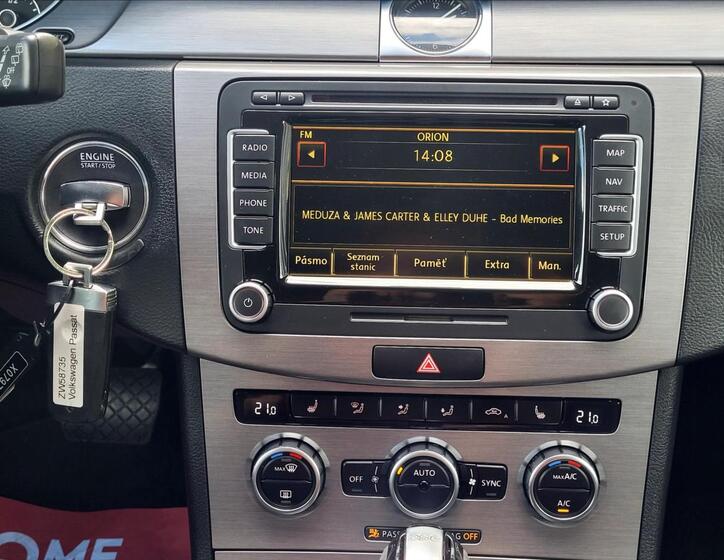 ENGINE
START/STOP
RADIO
MEDIA
PHONE
TONE
FM
ORION
14:08
MEDUZA & JAMES CARTER & ELLEY DUHE - Bad Memories
Pásmo
Seznam
stanic
Paměť
Extra
Man.
MAP
NAV
TRAFFIC
SETUP
21.0
A
21.0
MAX
OFF
AUTO
SYNC
MAX A/C
A/C
OFF
ZW58735
Volkswagen Passat